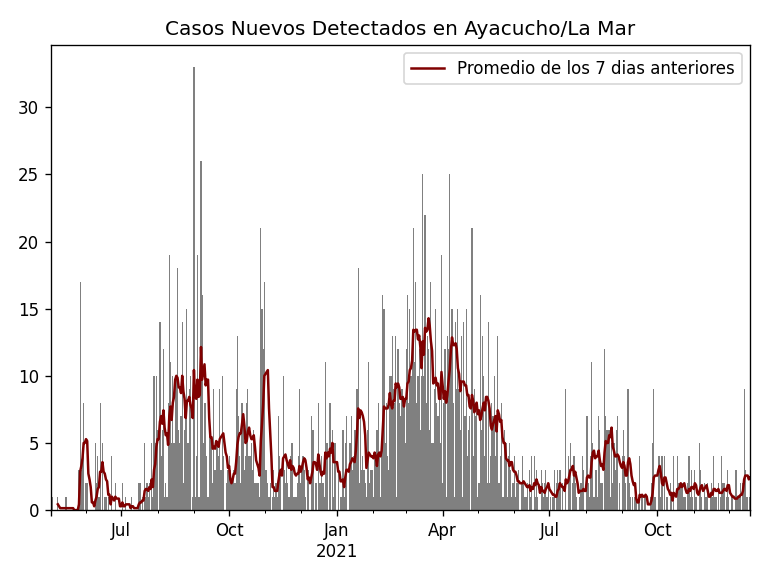 Casos Nuevos Detectados en Ayacucho/La Mar
Promedio de los 7 dias anteriores
30
25
20
15
10
5
0
Jul Oct Jan Apr Jul Oct
2021